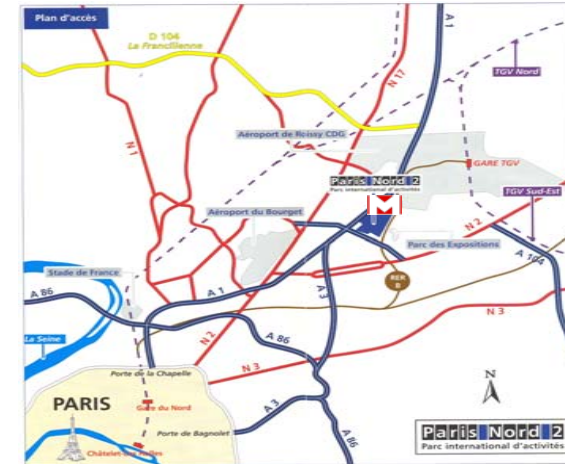 Plan d'accès
D 104
La Francilienne
A 1
N 17
TGV Nord
N 1
Aéroport de Roissy CDG
GARE TGV
Paris Nord 2
Parc international d'activités
TGV Sud-Est
Aéroport du Bourget
N 2
Parc des Expositions
Stade de France
A 104
A 86
A 1
A 3
RER
B
La Seine
N 2
A 86
N 3
N 3
Porte de la Chapelle
N
PARIS
Gare du Nord
A 3
Porte de Bagnolet
A 86
Châtelet-les Halles
Paris Nord 2
Parc international d'activités